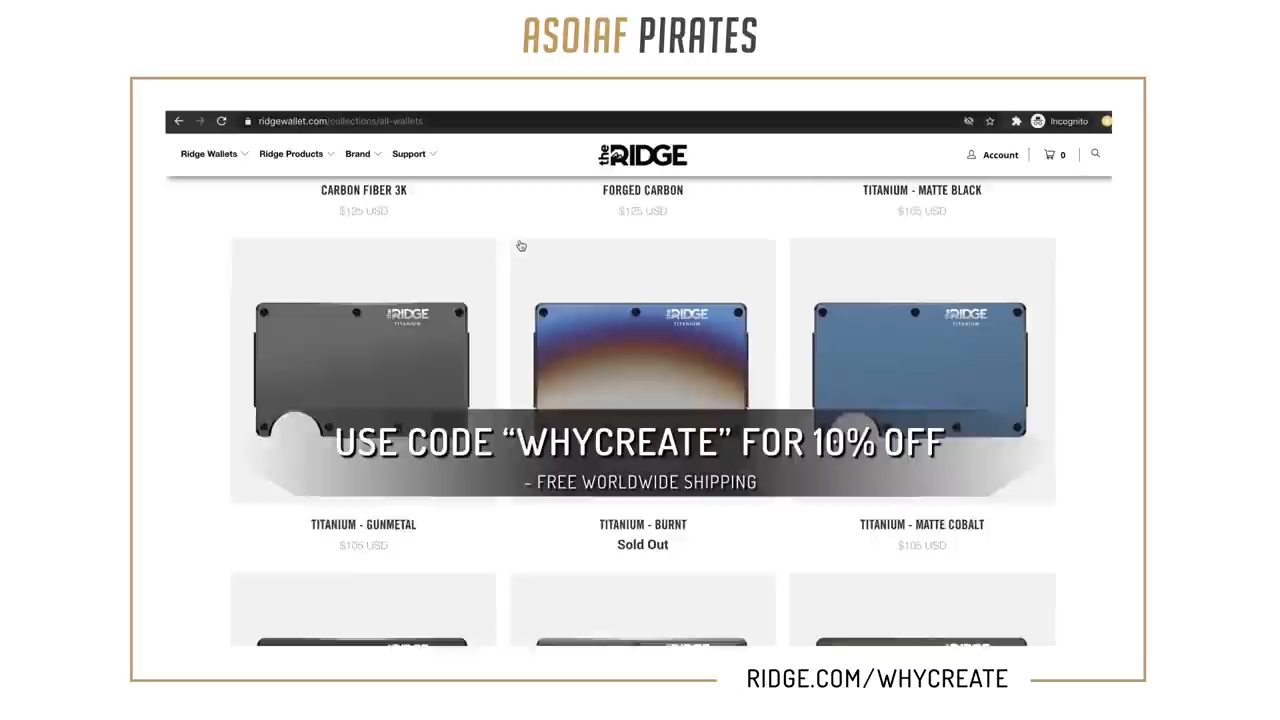 ASOIAF PIRATES
ridgewallet.com/collections/all-wallets
Incognito
Ridge Wallets
Ridge Products
Brand
Support
the RIDGE
Account
0
CARBON FIBER 3K
FORGED CARBON
TITANIUM - MATTE BLACK
$125 USD
$125 USD
$105 USD
the RIDGE
TITANIUM
the RIDGE
TITANIUM
the RIDGE
TITANIUM
USE CODE “WHYCREATE” FOR 10% OFF
- FREE WORLDWIDE SHIPPING
TITANIUM - GUNMETAL
TITANIUM - BURNT
TITANIUM - MATTE COBALT
$105 USD
Sold Out
$105 USD
RIDGE.COM/WHYCREATE